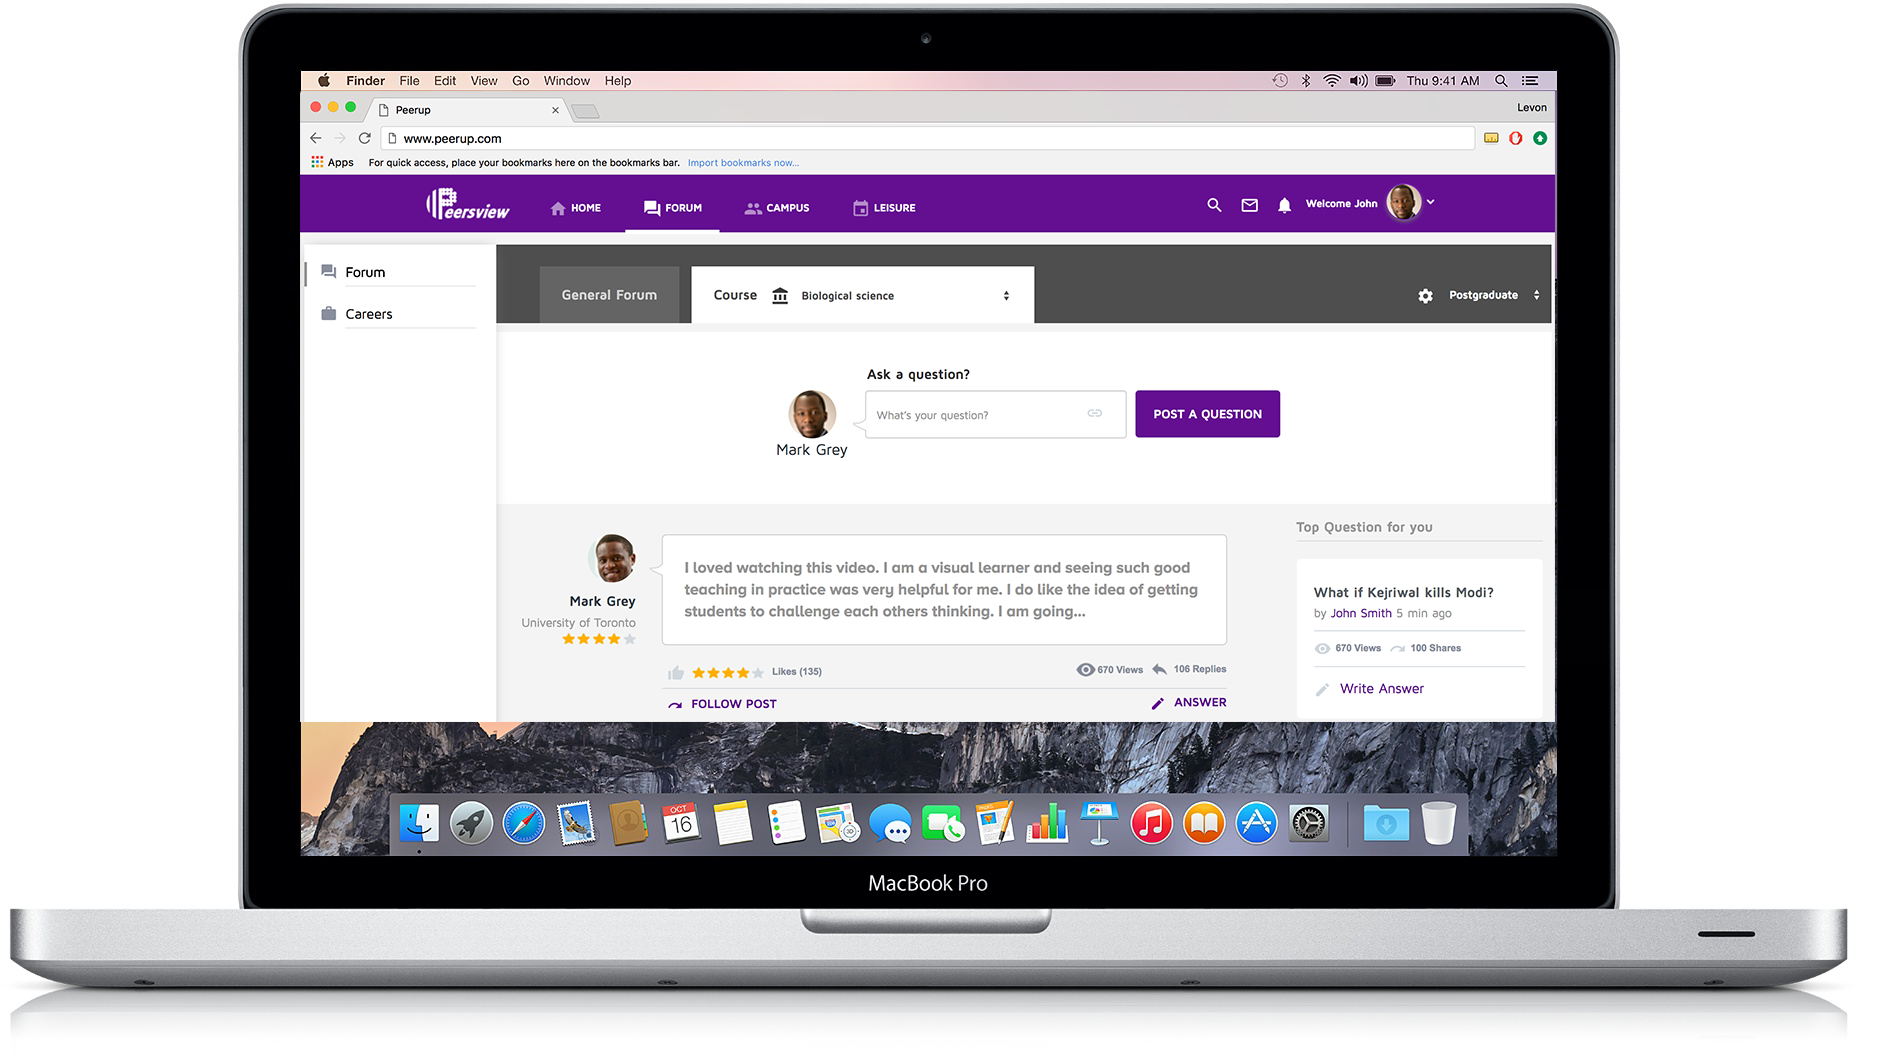 Finder File Edit View Go Window Help Thu 9:41 AM
Peerup Levon
www.peerup.com
Apps For quick access, place your bookmarks here on the bookmarks bar. Import bookmarks now...
Peersview HOME FORUM CAMPUS LEISURE Welcome John
Forum
Careers
General Forum Course Biological science Postgraduate
Ask a question?
What's your question? POST A QUESTION
Mark Grey
Top Question for you
I loved watching this video. I am a visual learner and seeing such good
teaching in practice was very helpful for me. I do like the idea of getting
students to challenge each others thinking. I am going...
Mark Grey
University of Toronto
Likes (135) 670 Views 106 Replies
FOLLOW POST ANSWER
What if Kejriwal kills Modi?
by John Smith 5 min ago
670 Views 100 Shares
Write Answer
OCT
16
PAGES
3D
MacBook Pro